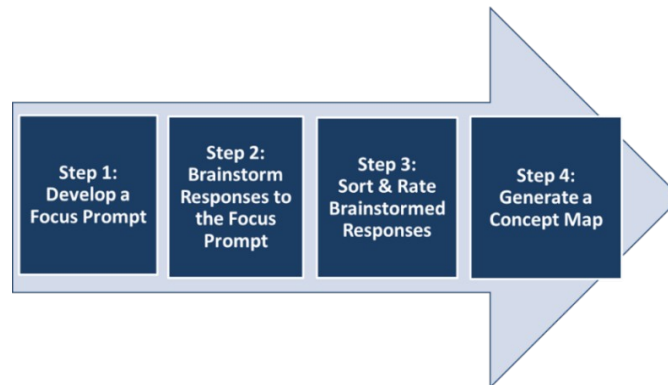 Step 1:
Develop a
Focus Prompt
Step 2:
Brainstorm
Responses to
the Focus
Prompt
Step 3:
Sort & Rate
Brainstormed
Responses
Step 4:
Generate a
Concept Map